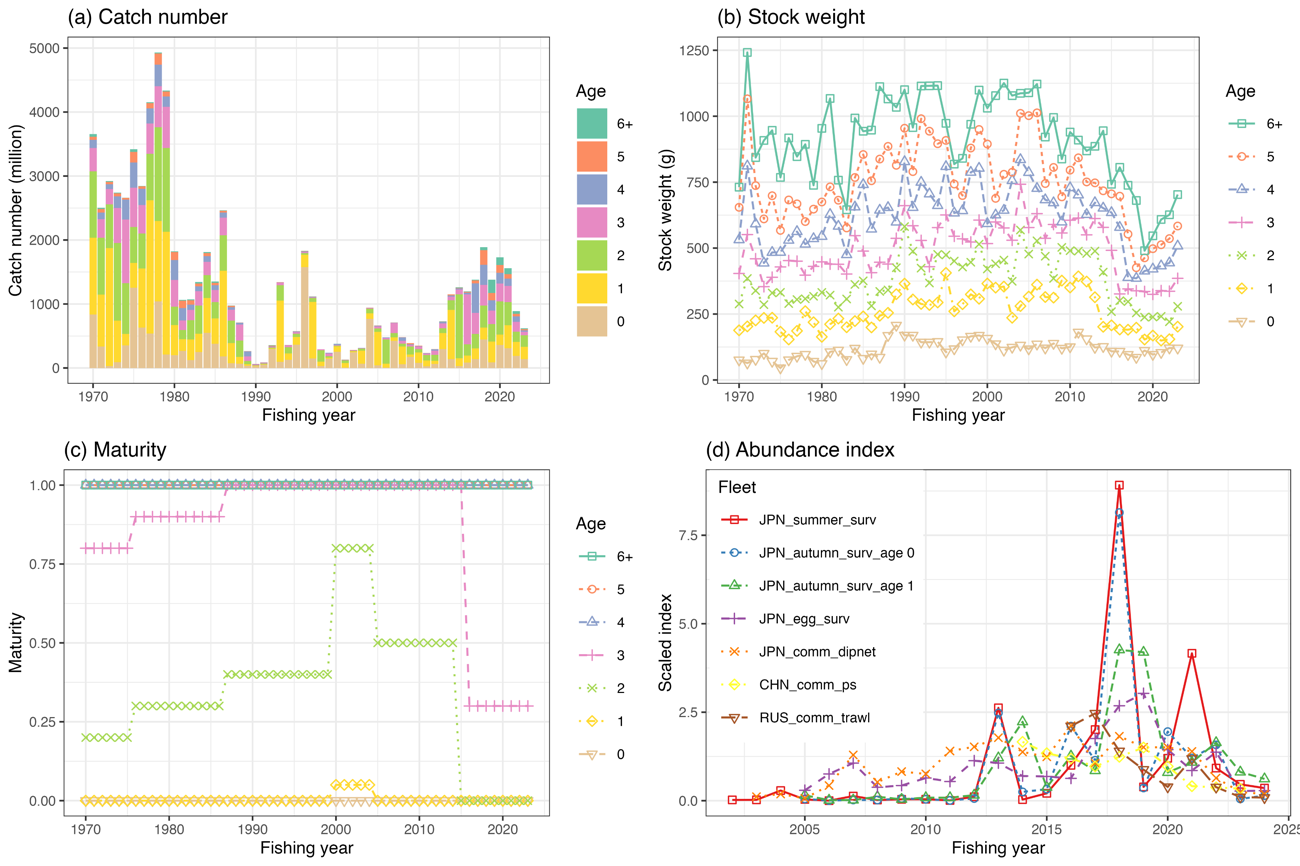 (a) Catch number
Catch number (million)
5000
4000
3000
2000
1000
0
1970 1980 1990 2000 2010 2020
Fishing year
Age
6+
5
4
3
2
1
0
(b) Stock weight
Stock weight (g)
1250
1000
750
500
250
0
1970 1980 1990 2000 2010 2020
Fishing year
Age
6+
5
4
3
2
1
0
(c) Maturity
Maturity
1.00
0.75
0.50
0.25
0.00
1970 1980 1990 2000 2010 2020
Fishing year
Age
6+
5
4
3
2
1
0
(d) Abundance index
Scaled index
7.5
5.0
2.5
0.0
Fleet
JPN_summer_surv
JPN_autumn_surv_age 0
JPN_autumn_surv_age 1
JPN_egg_surv
JPN_comm_dipnet
CHN_comm_ps
RUS_comm_trawl
2005 2010 2015 2020 2025
Fishing year